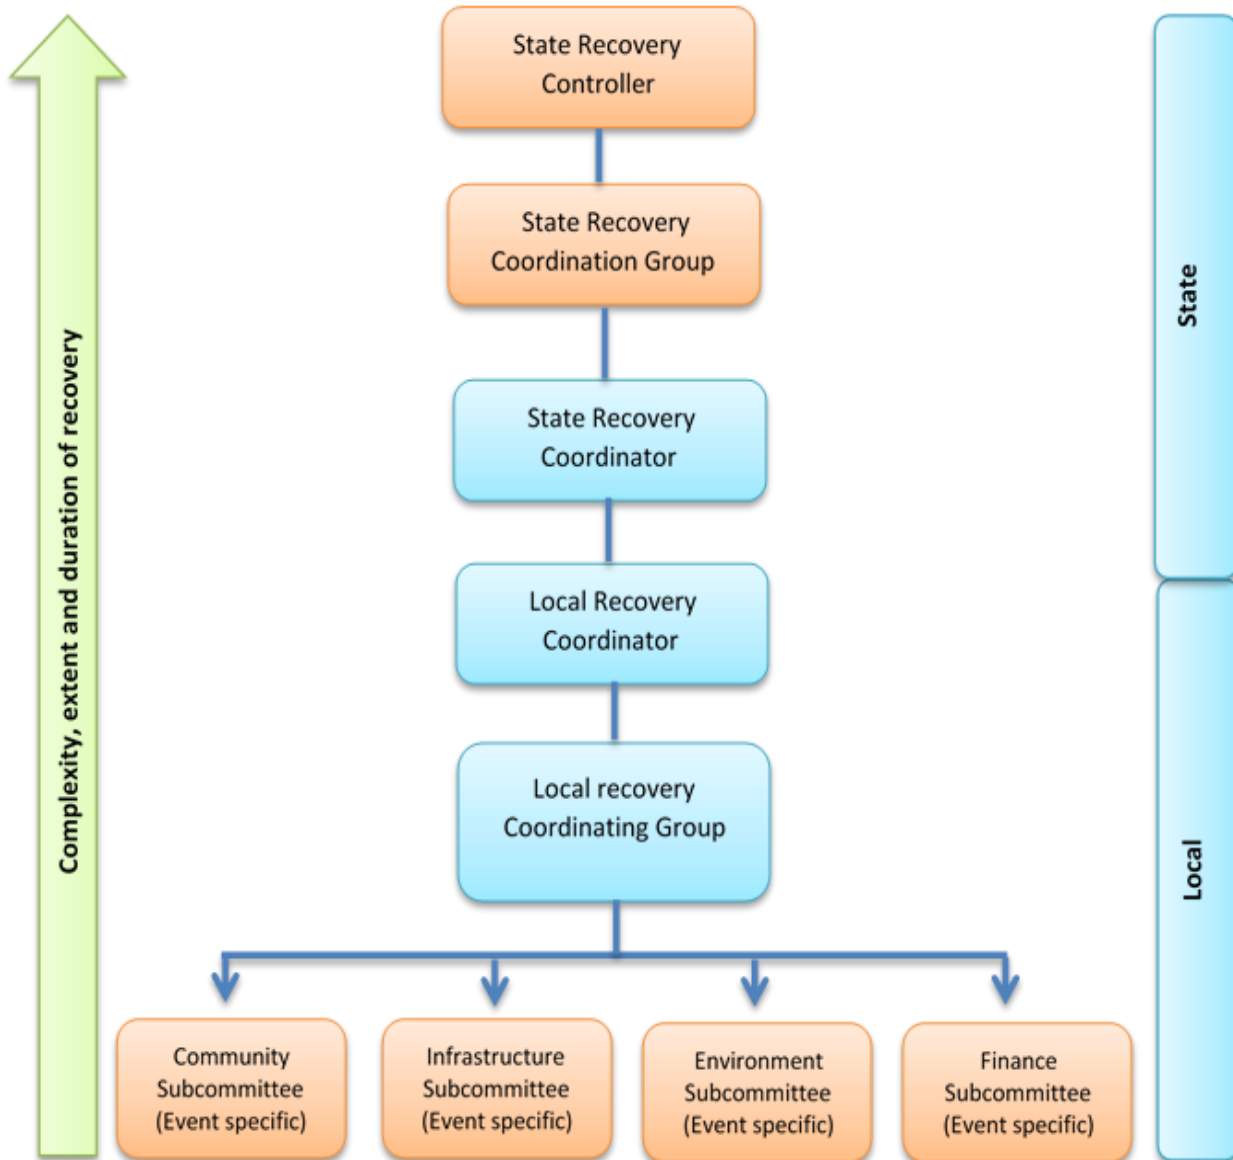 State Recovery
Controller
State Recovery
Coordination Group
State Recovery
Coordinator
Local Recovery
Coordinator
Local recovery
Coordinating Group
Community
Subcommittee
(Event specific)
Infrastructure
Subcommittee
(Event specific)
Environment
Subcommittee
(Event specific)
Finance
Subcommittee
(Event specific)
Complexity, extent and duration of recovery
State
Local